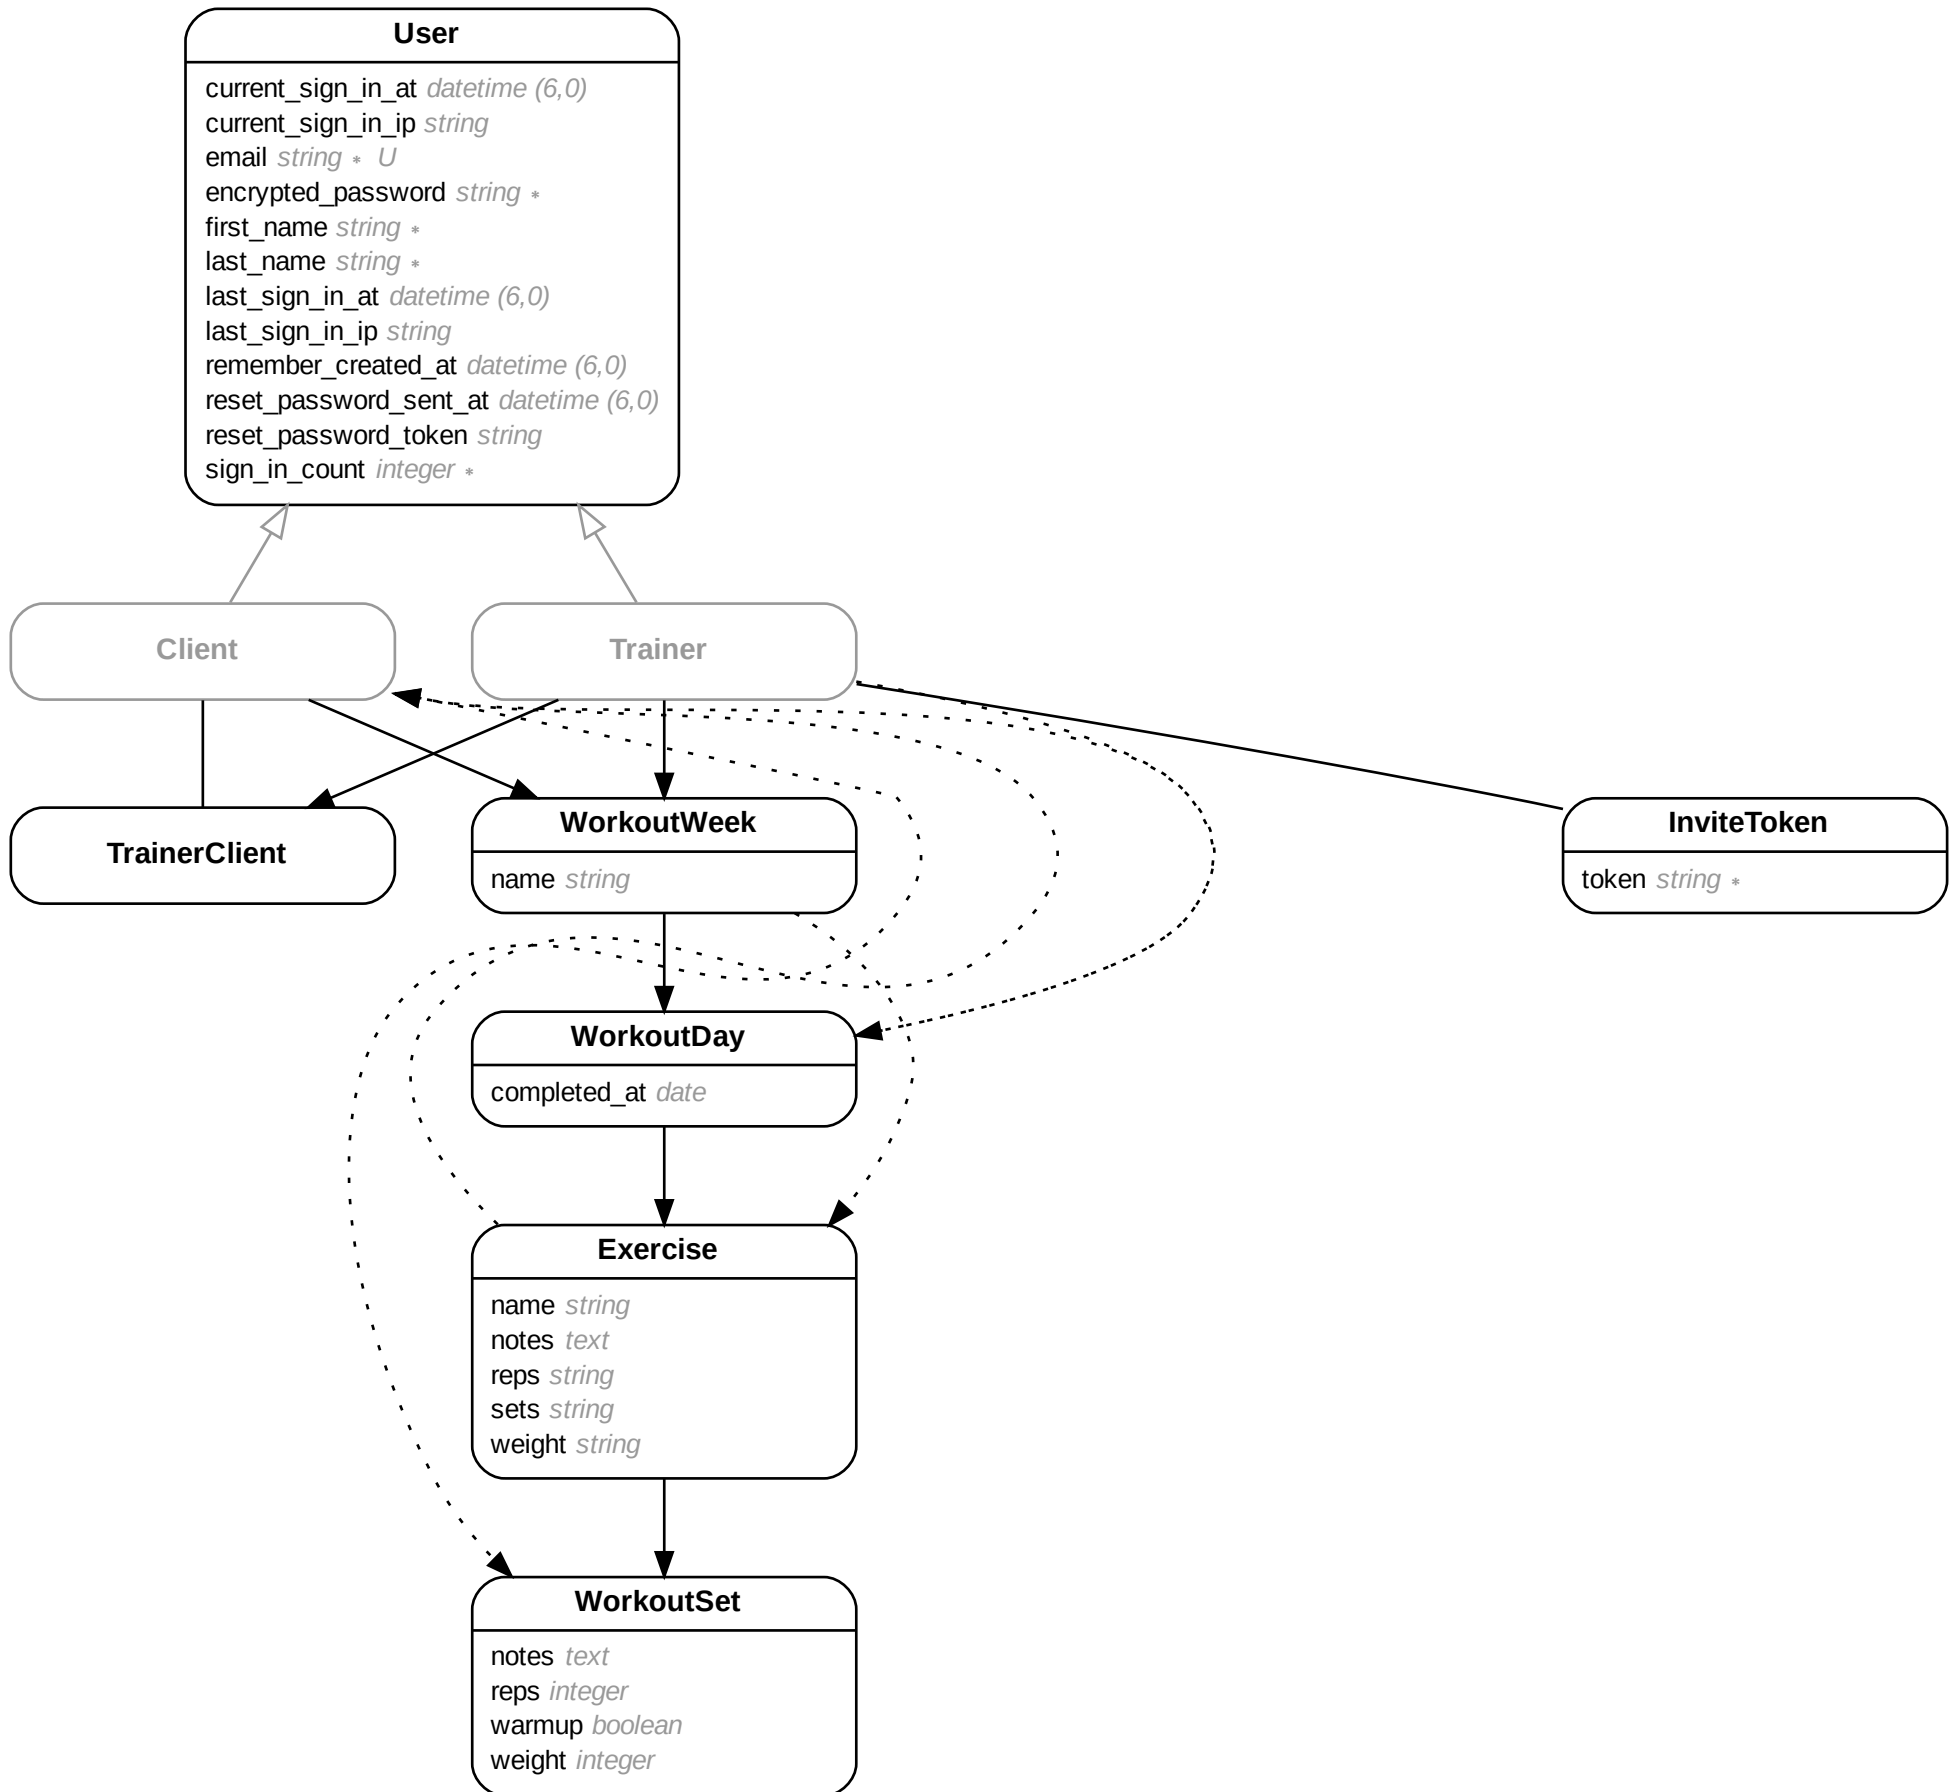 User
current_sign_in_at datetime (6,0)
current_sign_in_ip string
email string * U
encrypted_password string *
first_name string *
last_name string *
last_sign_in_at datetime (6,0)
last_sign_in_ip string
remember_created_at datetime (6,0)
reset_password_sent_at datetime (6,0)
reset_password_token string
sign_in_count integer *
Client
Trainer
TrainerClient
WorkoutWeek
name string
InviteToken
token string *
WorkoutDay
completed_at date
Exercise
name string
notes text
reps string
sets string
weight string
WorkoutSet
notes text
reps integer
warmup boolean
weight integer